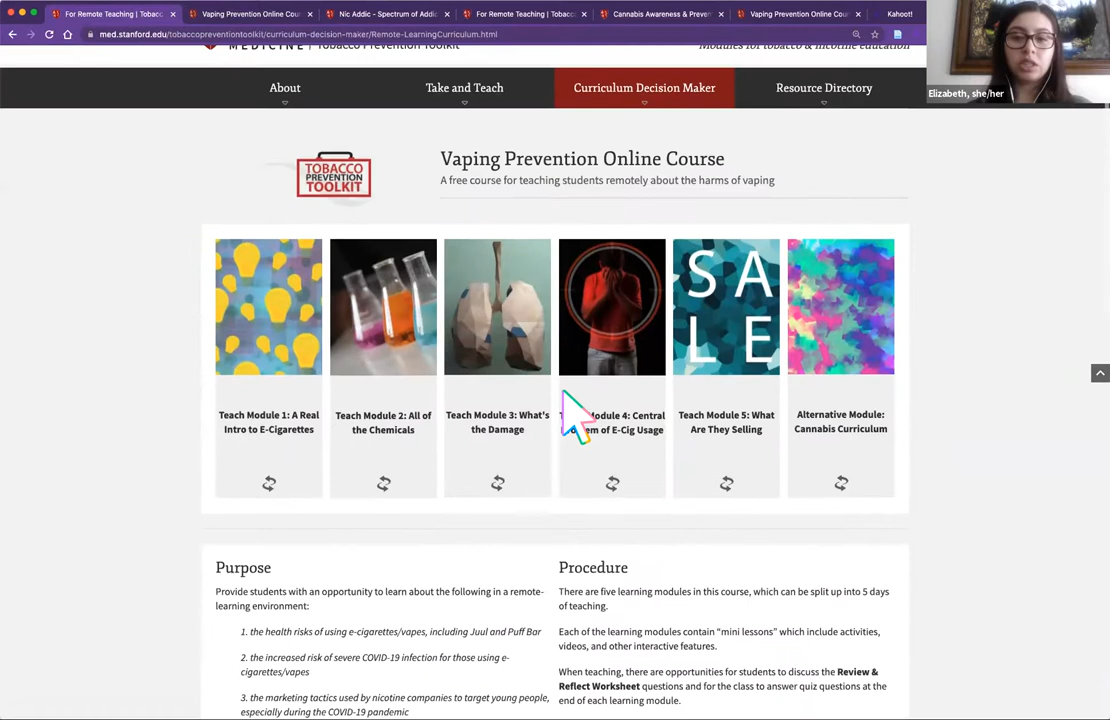 For Remote Teaching | Tobacc
Vaping Prevention Online Cour
Nic Addic - Spectrum of Addic
For Remote Teaching | Tobacc
Cannabis Awareness & Preven
Vaping Prevention Online Cou
Kahoot!
med.stanford.edu/tobaccopreventiontoolkit/curriculum-decision-maker/Remote-LearningCurriculum.html
MEDICINE
Tobacco Prevention Toolkit
Modules for tobacco & nicotine education
Elizabeth, she/her
About
Take and Teach
Curriculum Decision Maker
Resource Directory
TOBACCO
PREVENTION
TOOLKIT
Vaping Prevention Online Course
A free course for teaching students remotely about the harms of vaping
SA
LE
Teach Module 1: A Real
Intro to E-Cigarettes
Teach Module 2: All of
the Chemicals
Teach Module 3: What's
the Damage
Module 4: Central
of E-Cig Usage
Teach Module 5: What
Are They Selling
Alternative Module:
Cannabis Curriculum
Purpose
Provide students with an opportunity to learn about the following in a remote-
learning environment:
1. the health risks of using e-cigarettes/vapes, including Juul and Puff Bar
2. the increased risk of severe COVID-19 infection for those using e-
cigarettes/vapes
3. the marketing tactics used by nicotine companies to target young people,
especially during the COVID-19 pandemic
Procedure
There are five learning modules in this course, which can be split up into 5 days
of teaching.
Each of the learning modules contain “mini lessons” which include activities,
videos, and other interactive features.
When teaching, there are opportunities for students to discuss the Review &
Reflect Worksheet questions and for the class to answer quiz questions at the
end of each learning module.